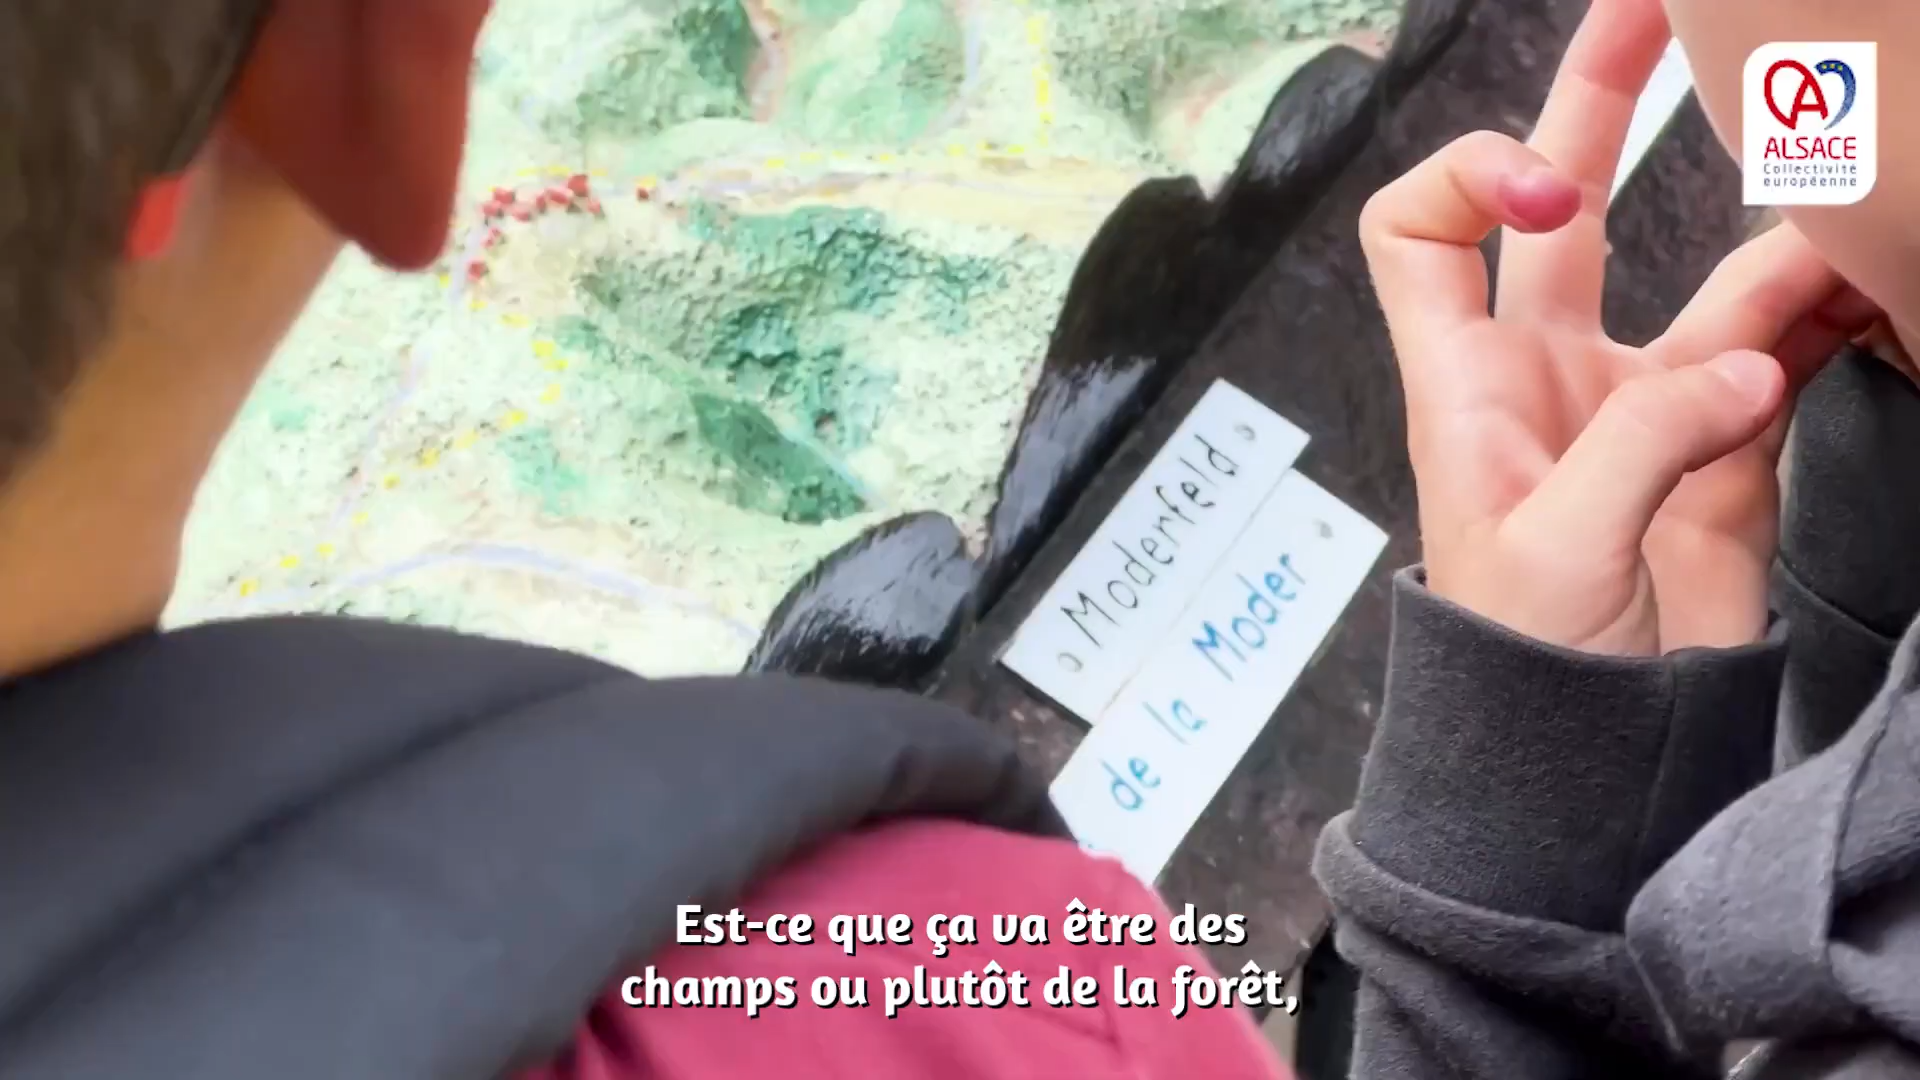 ALSACE
Collectivité
européenne
Moderfeld
de la Moder
Est-ce que ça va être des
champs ou plutôt de la forêt,